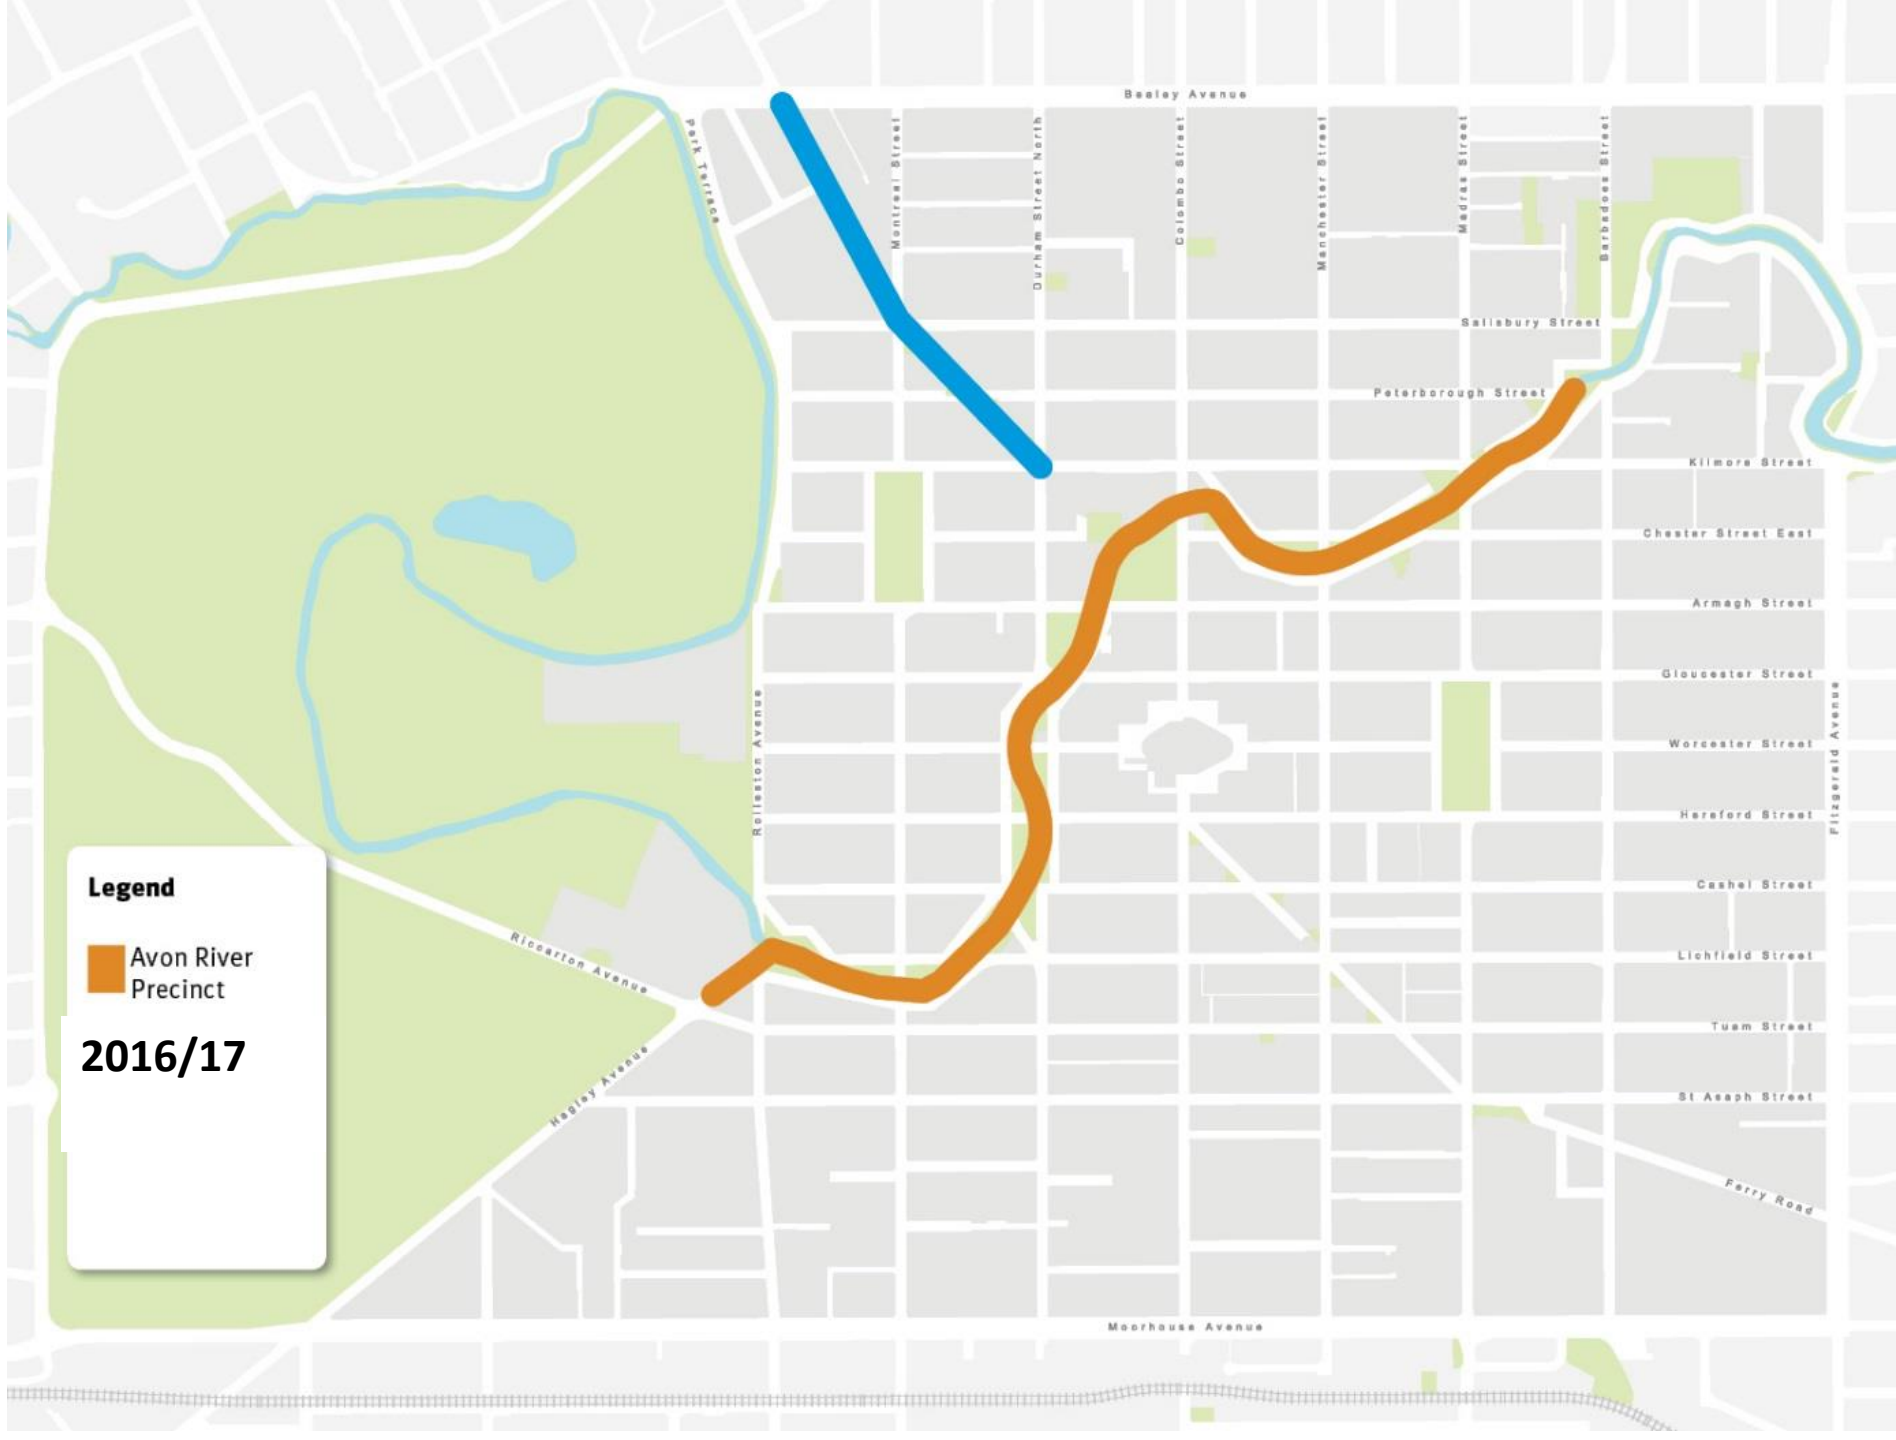 Bealey Avenue
Park Terrace
Montreal Street
Durham Street North
Colombo Street
Manchester Street
Madras Street
Barbadoes Street
Salisbury Street
Peterborough Street
Kilmore Street
Chester Street East
Armagh Street
Gloucester Street
Rolleston Avenue
Fitzgerald Avenue
Worcester Street
Hereford Street
Cashel Street
Legend
Avon River
Precinct
2016/17
Riccarton Avenue
Lichfield Street
Tuam Street
Hagley Avenue
St Asaph Street
Ferry Road
Moorhouse Avenue